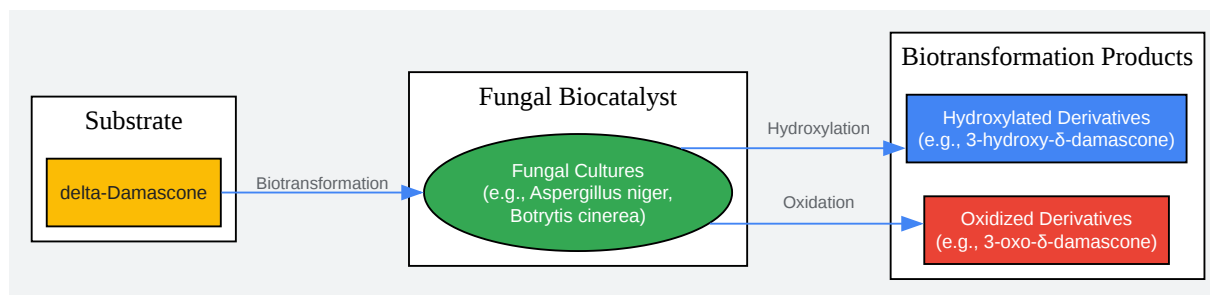 Substrate
delta-Damascone
Biotransformation
Fungal Biocatalyst
Fungal Cultures
(e.g., Aspergillus niger,
Botrytis cinerea)
Hydroxylation
Oxidation
Biotransformation Products
Hydroxylated Derivatives
(e.g., 3-hydroxy-δ-damascone)
Oxidized Derivatives
(e.g., 3-oxo-δ-damascone)